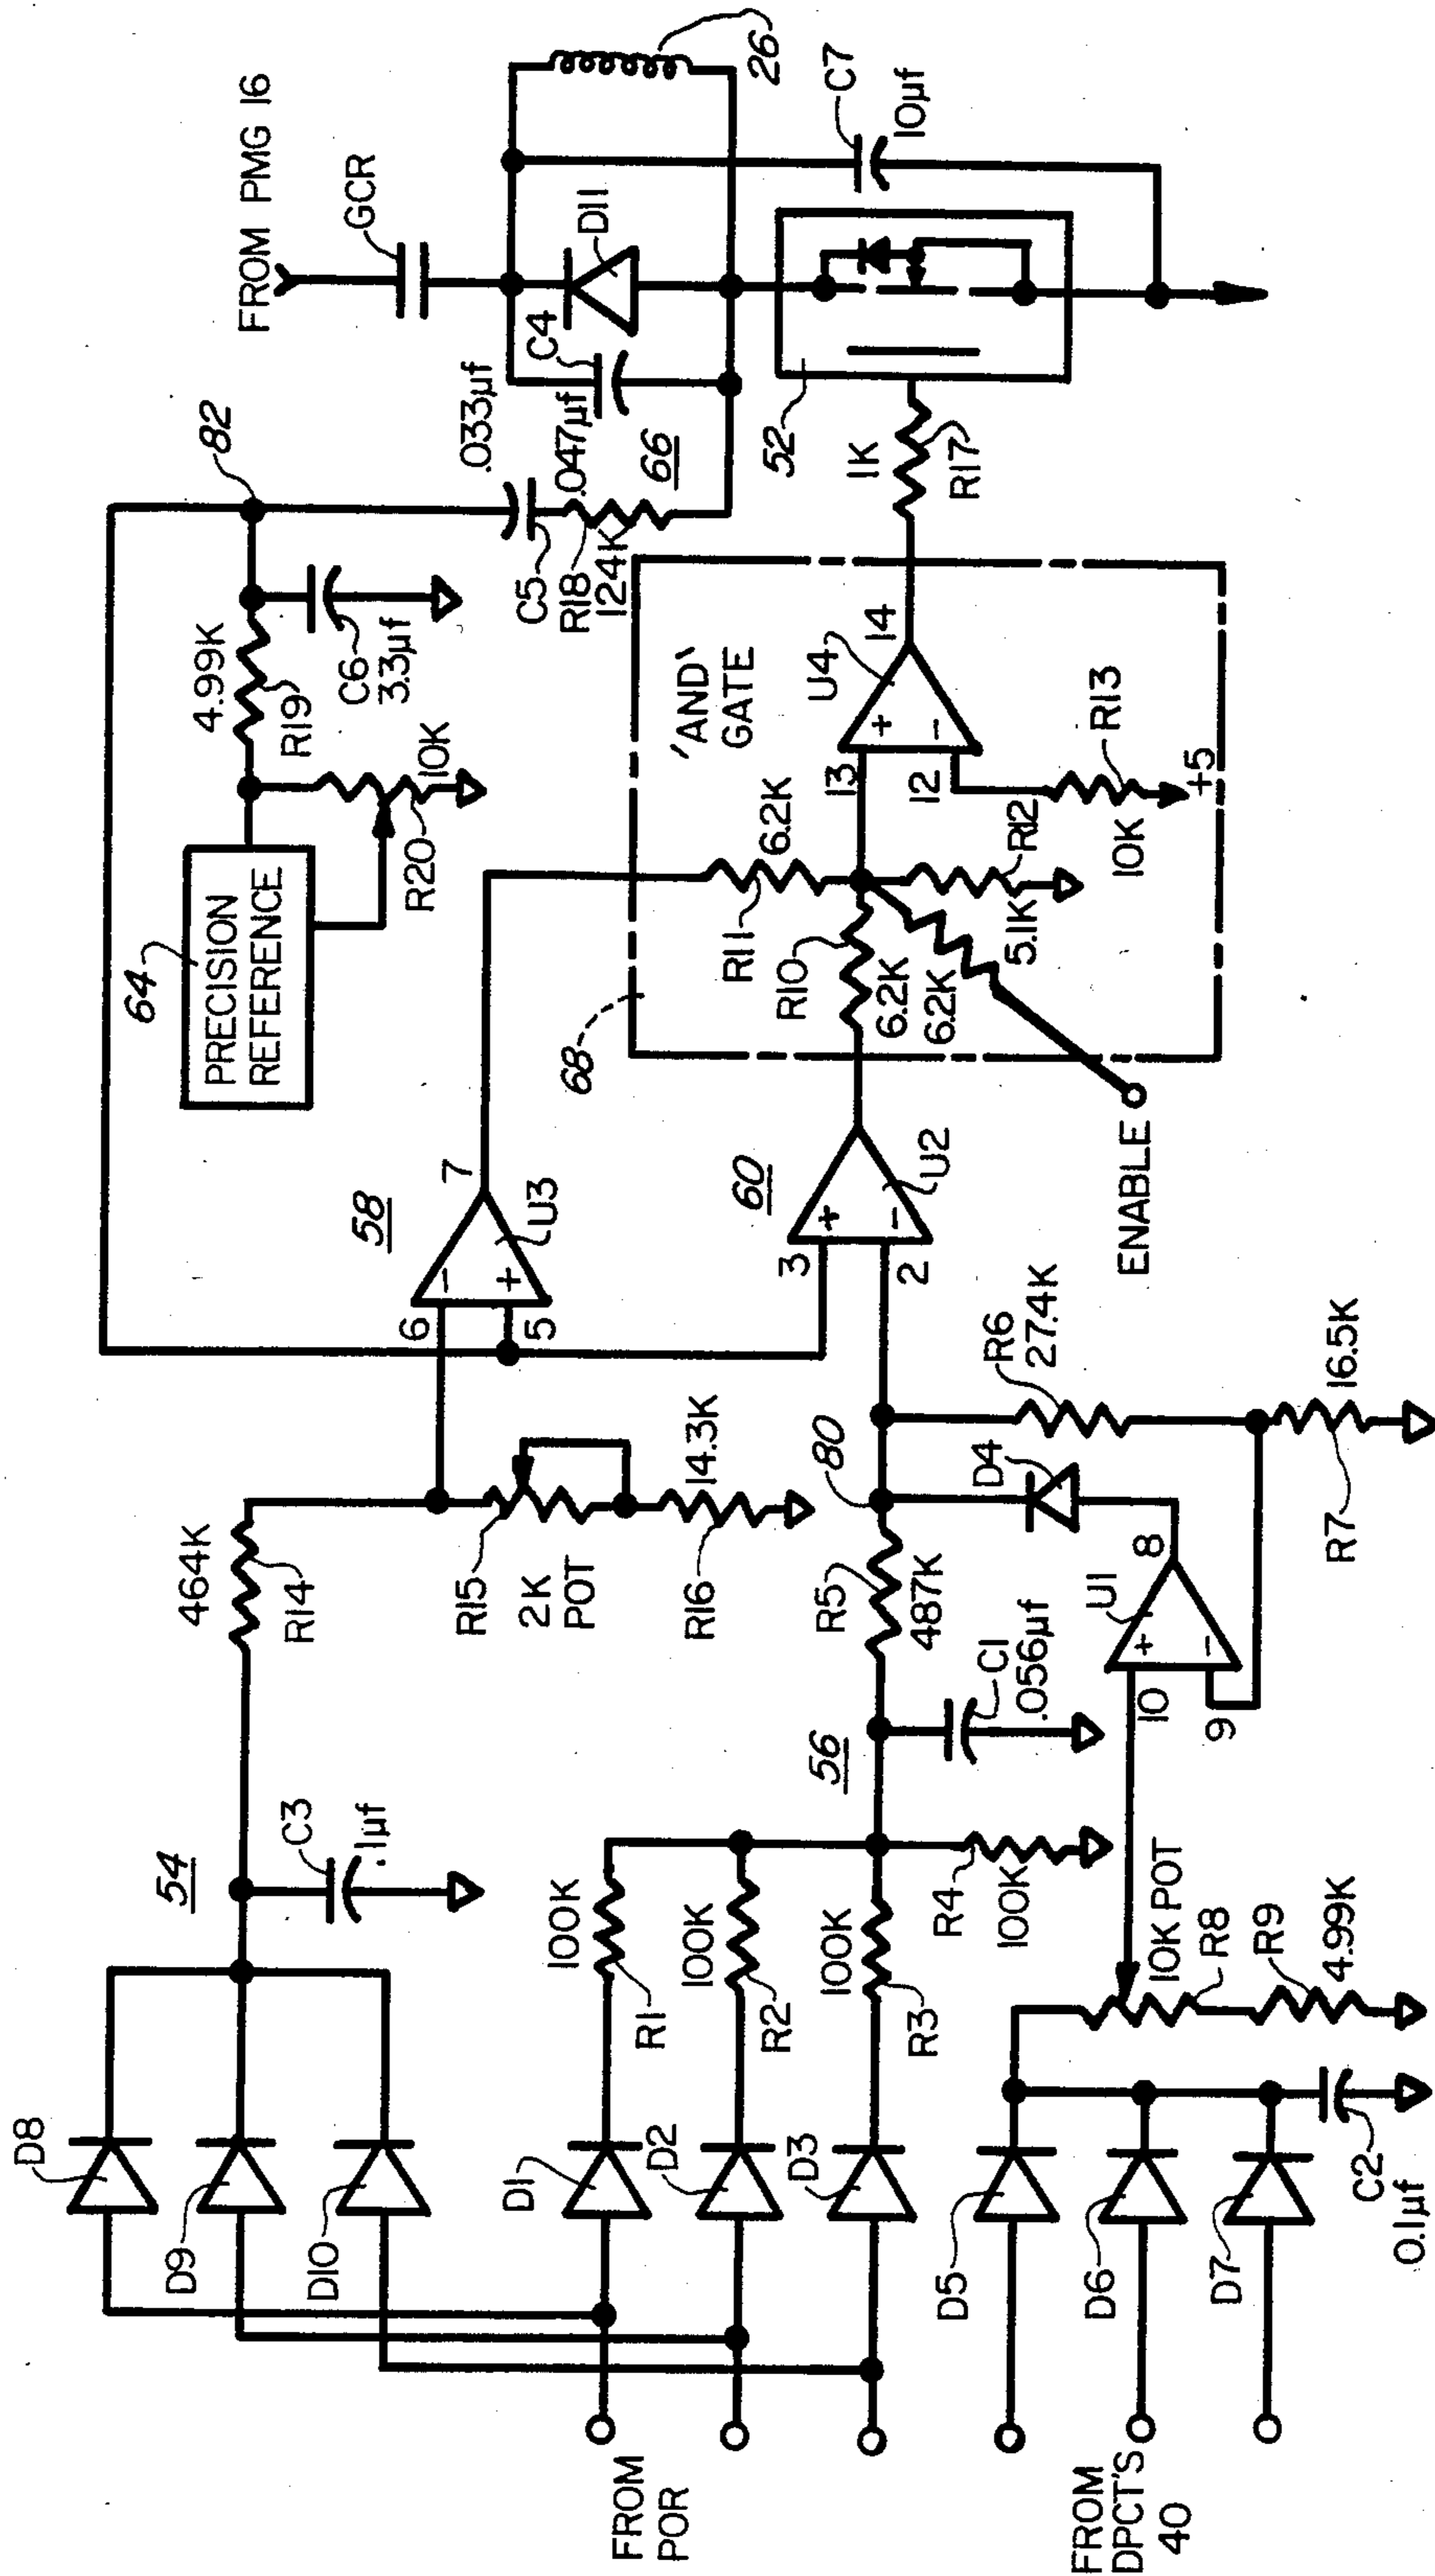 FROM PMG 16
GCR
26
C7
10µf
D11
C4
.047µf
66
.033µf
82
C5
R18
124K
52
1K
R17
4.99K
R19
C6
3.3µf
10K
R20
64
PRECISION
REFERENCE
'AND'
GATE
U4
14
13
12
+
-
R13
10K
+5
6.2K
R11
R10
6.2K
6.2K
R12
5.1K
68
ENABLE
58
7
U3
-
+
6
5
60
U2
+
-
3
2
R6
27.4K
16.5K
R7
80
D4
8
U1
+
-
10
9
464K
R14
R15
2K
POT
14.3K
R16
R5
487K
C1
.056µf
56
54
C3
.1µf
100K
R1
100K
R2
100K
R3
R4
100K
10K POT
R8
R9
4.99K
D8
D9
D10
D1
D2
D3
D5
D6
D7
C2
0.1µf
FROM
POR
FROM
DPCT'S
40